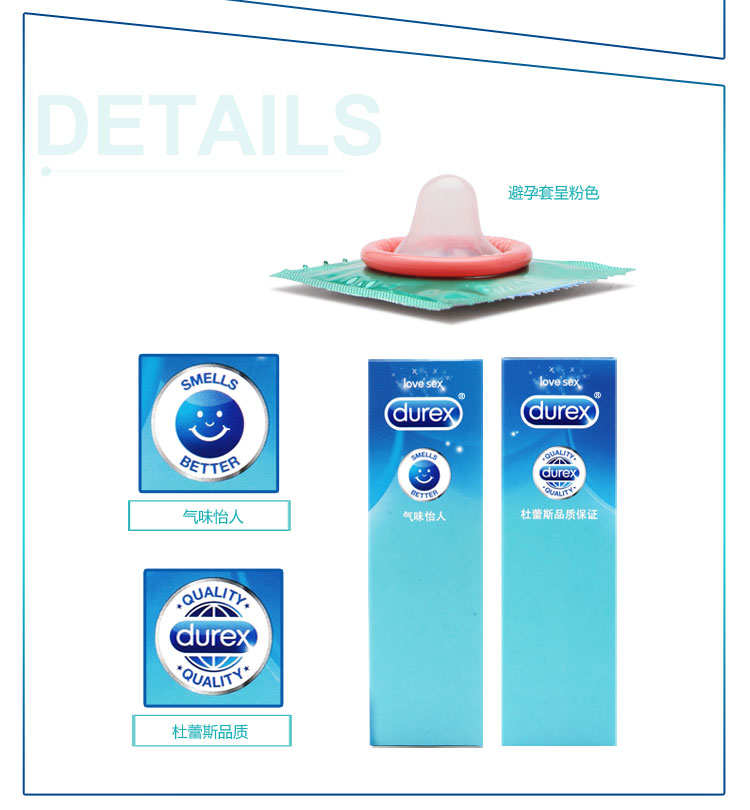 DETAILS
避孕套呈粉色
SMELLS
BETTER
气味怡人
QUALITY
durex
QUALITY
杜蕾斯品质
love sex
durex®
SMELLS
BETTER
气味怡人
love sex
durex®
QUALITY
durex
QUALITY
杜蕾斯品质保证